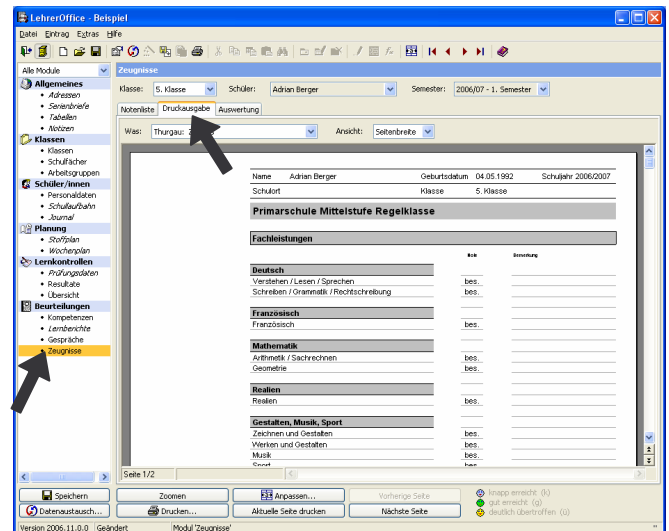 LehrerOffice - Beispiel
Datei Eintrag Extras Hilfe
Alle Module
Allgemeines
• Adressen
• Serienbriefe
• Tabellen
• Notizen
Klassen
• Klassen
• Schulfächer
• Arbeitsgruppen
Schüler/innen
• Personaldaten
• Schullaufbahn
• Journal
Planung
• Stoffplan
• Wochenplan
Lernkontrollen
• Prüfungsdaten
• Resultate
• Übersicht
Beurteilungen
• Kompetenzen
• Lernberichte
• Gespräche
• Zeugnisse
Zeugnisse
Klasse: 5. Klasse Schüler: Adrian Berger Semester: 2006/07 - 1. Semester
Notenliste Druckausgabe Auswertung
Was: Thurgau: Ansicht: Seitenbreite
Name Adrian Berger Geburtsdatum 04.05.1992 Schuljahr 2006/2007
Schulort Klasse 5. Klasse
Primarschule Mittelstufe Regelklasse
Fachleistungen
Note Bemerkung
Deutsch
Verstehen / Lesen / Sprechen bes.
Schreiben / Grammatik / Rechtschreibung bes.
Französisch
Französisch bes.
Mathematik
Arithmetik / Sachrechnen bes.
Geometrie bes.
Realien
Realien bes.
Gestalten, Musik, Sport
Zeichnen und Gestalten bes.
Werken und Gestalten bes.
Musik bes.
Sport bes.
Seite 1/2
Speichern Zoomen Anpassen... Vorherige Seite
Datenaustausch... Drucken... Aktuelle Seite drucken Nächste Seite
knapp erreicht (k)
gut erreicht (g)
deutlich übertroffen (ü)
Version 2006.11.0.0 Geändert Modul 'Zeugnisse'